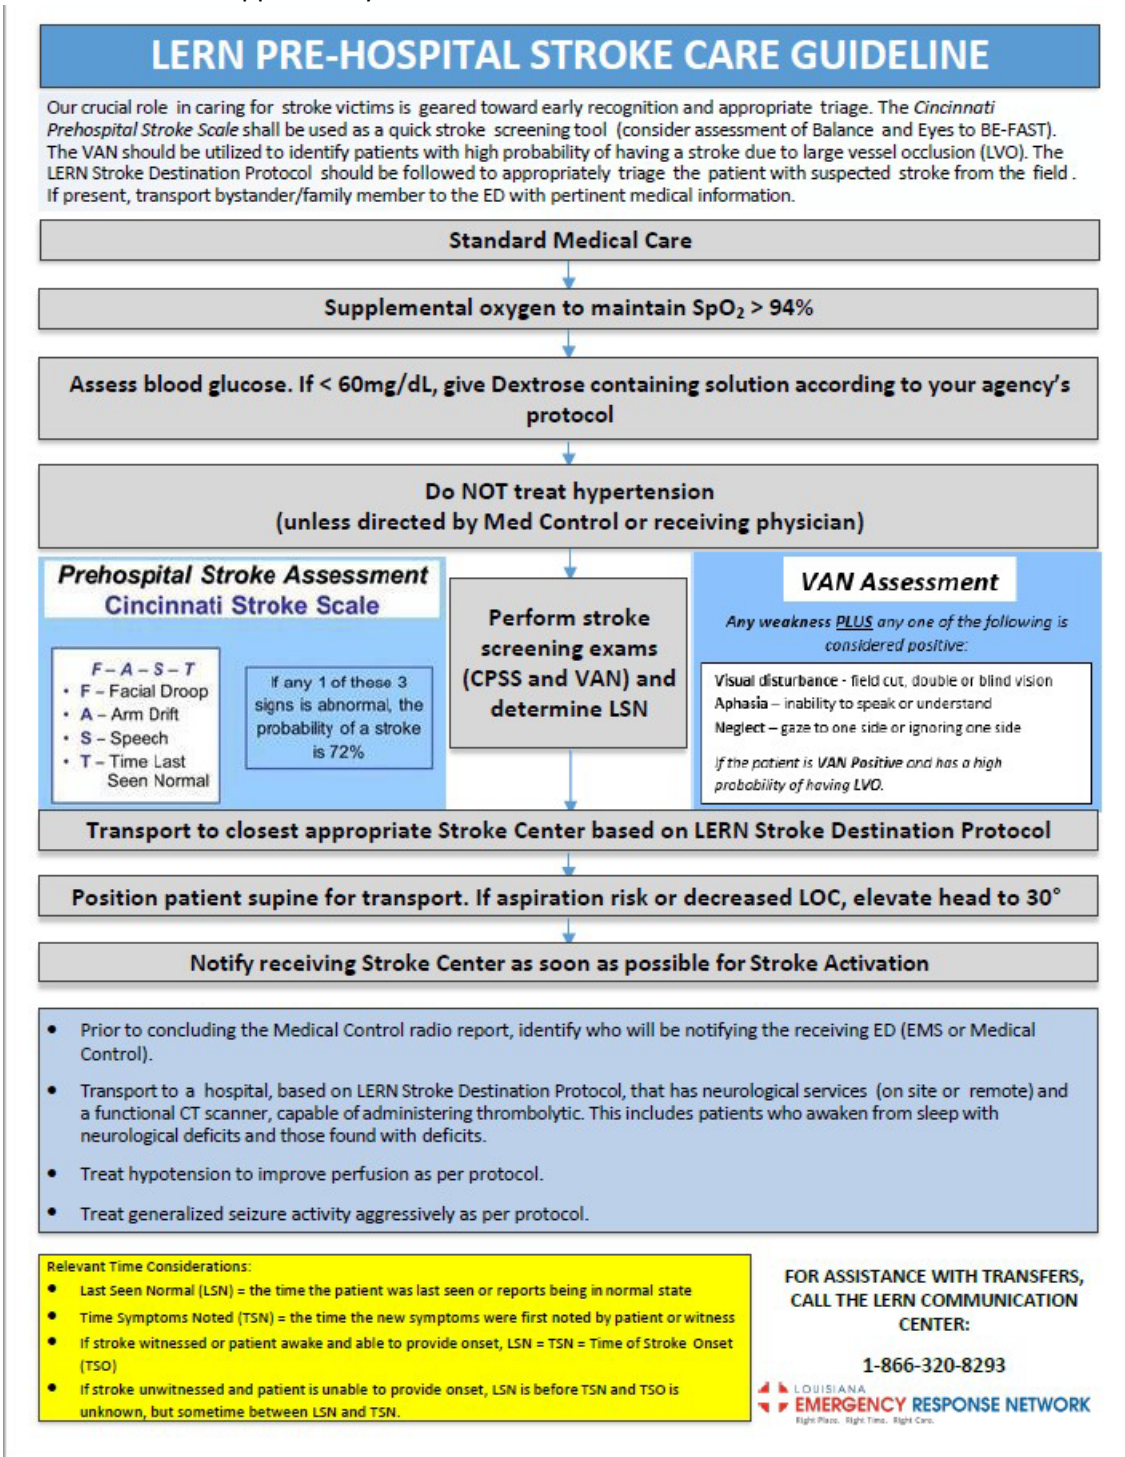 LERN PRE-HOSPITAL STROKE CARE GUIDELINE
Our crucial role in caring for stroke victims is geared toward early recognition and appropriate triage. The Cincinnati
Prehospital Stroke Scale shall be used as a quick stroke screening tool (consider assessment of Balance and Eyes to BE-FAST).
The VAN should be utilized to identify patients with high probability of having a stroke due to large vessel occlusion (LVO). The
LERN Stroke Destination Protocol should be followed to appropriately triage the patient with suspected stroke from the field .
If present, transport bystander/family member to the ED with pertinent medical information.
Standard Medical Care
Supplemental oxygen to maintain SpO₂ > 94%
Assess blood glucose. If < 60mg/dL, give Dextrose containing solution according to your agency's
protocol
Do NOT treat hypertension
(unless directed by Med Control or receiving physician)
Prehospital Stroke Assessment
Cincinnati Stroke Scale
F – A – S – T
• F – Facial Droop
• A – Arm Drift
• S – Speech
• T – Time Last
Seen Normal
If any 1 of these 3
signs is abnormal, the
probability of a stroke
is 72%
Perform stroke
screening exams
(CPSS and VAN) and
determine LSN
VAN Assessment
Any weakness PLUS any one of the following is
considered positive:
Visual disturbance - field cut, double or blind vision
Aphasia – inability to speak or understand
Neglect – gaze to one side or ignoring one side
If the patient is VAN Positive and has a high
probability of having LVO.
Transport to closest appropriate Stroke Center based on LERN Stroke Destination Protocol
Position patient supine for transport. If aspiration risk or decreased LOC, elevate head to 30°
Notify receiving Stroke Center as soon as possible for Stroke Activation
• Prior to concluding the Medical Control radio report, identify who will be notifying the receiving ED (EMS or Medical
Control).
• Transport to a hospital, based on LERN Stroke Destination Protocol, that has neurological services (on site or remote) and
a functional CT scanner, capable of administering thrombolytic. This includes patients who awaken from sleep with
neurological deficits and those found with deficits.
• Treat hypotension to improve perfusion as per protocol.
• Treat generalized seizure activity aggressively as per protocol.
Relevant Time Considerations:
• Last Seen Normal (LSN) = the time the patient was last seen or reports being in normal state
• Time Symptoms Noted (TSN) = the time the new symptoms were first noted by patient or witness
• If stroke witnessed or patient awake and able to provide onset, LSN = TSN = Time of Stroke Onset
(TSO)
• If stroke unwitnessed and patient is unable to provide onset, LSN is before TSN and TSO is
unknown, but sometime between LSN and TSN.
FOR ASSISTANCE WITH TRANSFERS,
CALL THE LERN COMMUNICATION
CENTER:
1-866-320-8293
LOUISIANA
EMERGENCY RESPONSE NETWORK
Right Place. Right Time. Right Care.